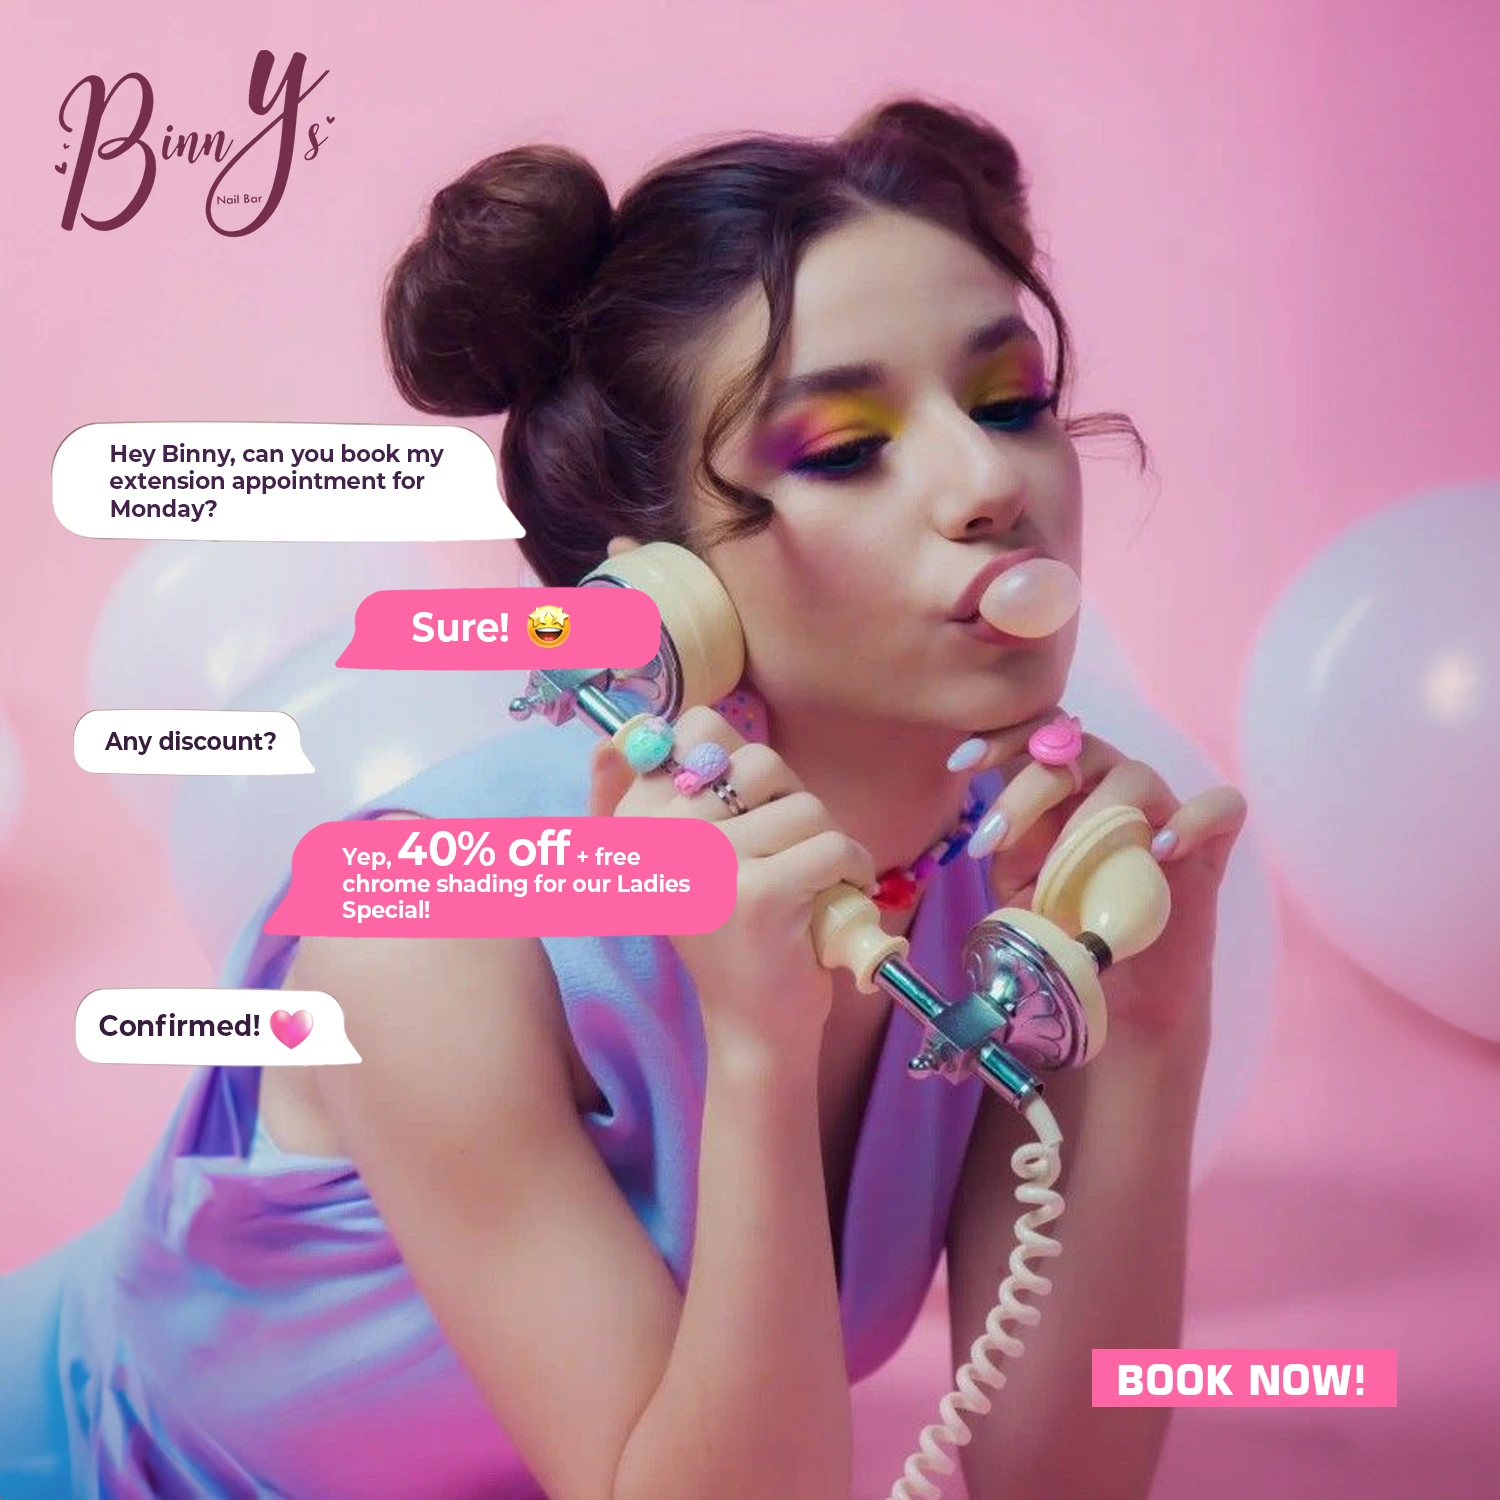 BinnYs
Nail Bar
Hey Binny, can you book my
extension appointment for
Monday?
Sure! 🤩
Any discount?
Yep, 40% off + free
chrome shading for our Ladies
Special!
Confirmed! 🩷
BOOK NOW!